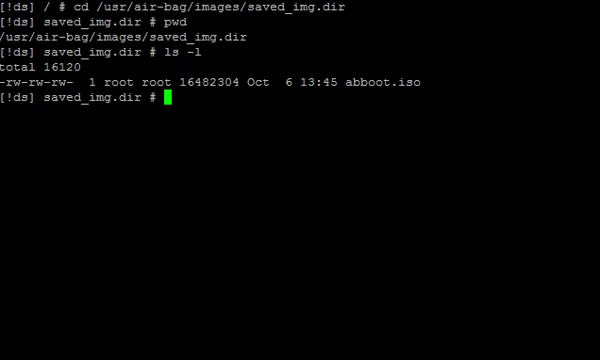 [!ds] / # cd /usr/air-bag/images/saved_img.dir
[!ds] saved_img.dir # pwd
/usr/air-bag/images/saved_img.dir
[!ds] saved_img.dir # ls -l
total 16120
-rw-rw-rw-  1 root root 16482304 Oct  6 13:45 abboot.iso
[!ds] saved_img.dir #